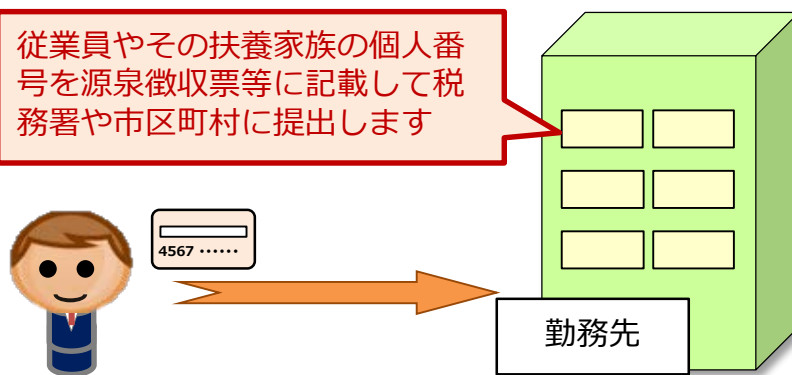 従業員やその扶養家族の個人番
号を源泉徴収票等に記載して税
務署や市区町村に提出します
4567 ······
勤務先